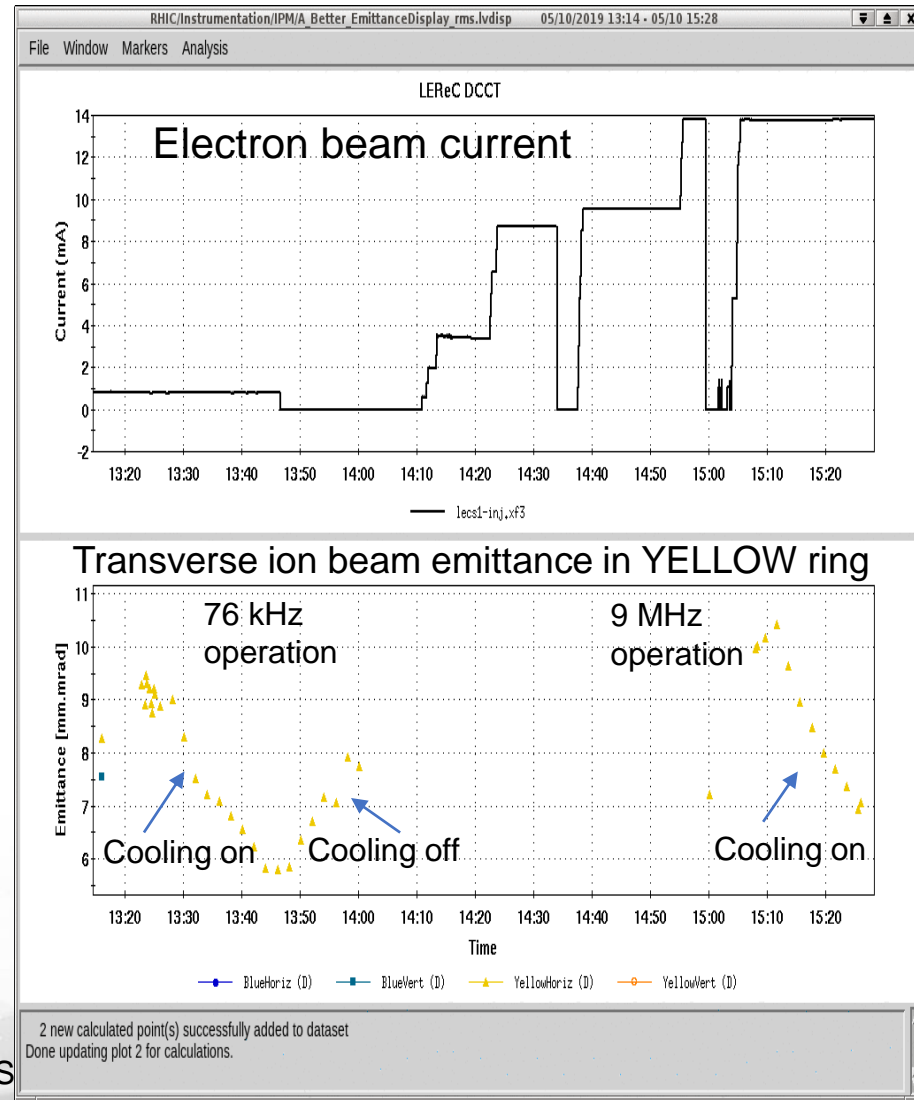 RHIC/Instrumentation/IPM/A_Better_EmittanceDisplay_rms.lvdisp 05/10/2019 13:14 - 05/10 15:28
File Window Markers Analysis
LEReC DCCT
Electron beam current
Current (mA)
14
12
10
8
6
4
2
0
-2
13:20 13:30 13:40 13:50 14:00 14:10 14:20 14:30 14:40 14:50 15:00 15:10 15:20
lecs1-inj.xf3
Transverse ion beam emittance in YELLOW ring
76 kHz
operation
9 MHz
operation
Emittance [mm.mrad]
11
10
9
8
7
6
Cooling on
Cooling off
Cooling on
13:20 13:30 13:40 13:50 14:00 14:10 14:20 14:30 14:40 14:50 15:00 15:10 15:20
Time
BlueHoriz (D) BlueVert (D) YellowHoriz (D) YellowVert (D)
2 new calculated point(s) successfully added to dataset
Done updating plot 2 for calculations.
s